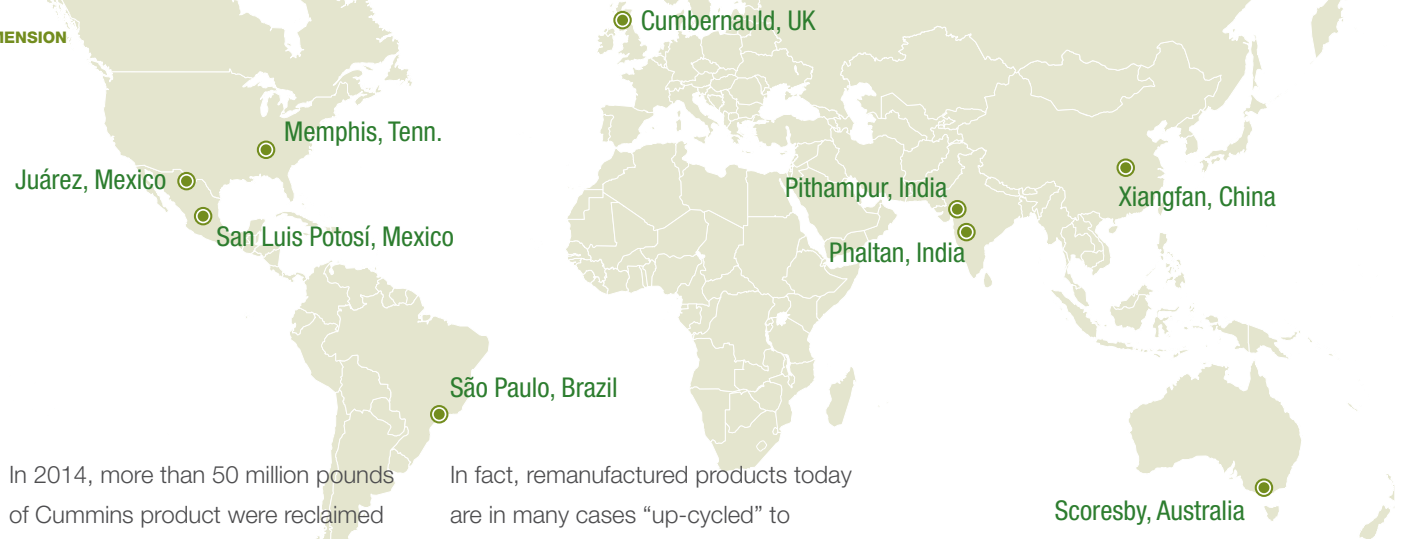 MENSION
Cumbernauld, UK
Memphis, Tenn.
Juárez, Mexico
Pithampur, India
Xiangfan, China
San Luis Potosí, Mexico
Phaltan, India
São Paulo, Brazil
Scoresby, Australia
In 2014, more than 50 million pounds
of Cummins product were reclaimed
In fact, remanufactured products today
are in many cases “up-cycled” to